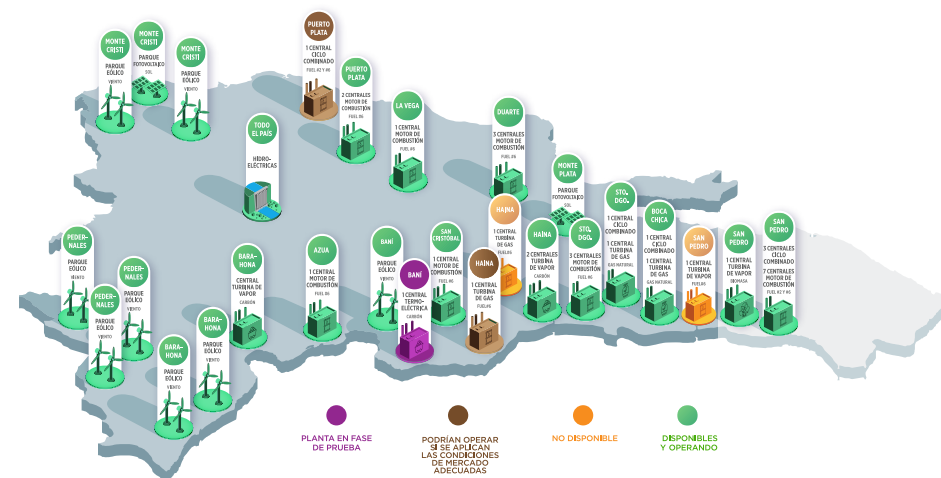 MONTE
CRISTI
PARQUE
EÓLICO
VIENTO
MONTE
CRISTI
PARQUE
FOTOVOLTAICO
SOL
MONTE
CRISTI
PARQUE
EÓLICO
VIENTO
PUERTO
PLATA
1 CENTRAL
CICLO
COMBINADO
FUEL #2 Y #6
PUERTO
PLATA
2 CENTRALES
MOTOR DE
COMBUSTIÓN
FUEL #6
LA VEGA
1 CENTRAL
MOTOR DE
COMBUSTIÓN
FUEL #6
DUARTE
3 CENTRALES
MOTOR DE
COMBUSTIÓN
FUEL #6
TODO
EL PAÍS
HIDRO-
ELÉCTRICAS
MONTE
PLATA
PARQUE
FOTOVOLTAICO
SOL
STO.
DGO.
1 CENTRAL
CICLO
COMBINADO
1 CENTRAL
TURBINA
DE GAS
GAS NATURAL
BOCA
CHICA
1 CENTRAL
CICLO
COMBINADO
1 CENTRAL
TURBINA
DE GAS
GAS NATURAL
SAN
PEDRO
1 CENTRAL
TURBINA
DE VAPOR
FUEL#6
SAN
PEDRO
1 CENTRAL
TURBINA
DE VAPOR
BIOMASA
SAN
PEDRO
3 CENTRALES
CICLO
COMBINADO
7 CENTRALES
MOTOR DE
COMBUSTIÓN
FUEL #2 Y #6
PEDER-
NALES
PARQUE
EÓLICO
VIENTO
PEDER-
NALES
PARQUE
EÓLICO
VIENTO
PEDER-
NALES
PARQUE
EÓLICO
VIENTO
BARA-
HONA
PARQUE
EÓLICO
VIENTO
BARA-
HONA
PARQUE
EÓLICO
VIENTO
BARA-
HONA
CENTRAL
TURBINA
DE VAPOR
CARBÓN
AZUA
1 CENTRAL
MOTOR DE
COMBUSTIÓN
FUEL #6
BANÍ
PARQUE
EÓLICO
VIENTO
BANÍ
1 CENTRAL
TERMO-
ELÉCTRICA
CARBÓN
SAN
CRISTÓBAL
1 CENTRAL
MOTOR DE
COMBUSTIÓN
FUEL #6
HAINA
1 CENTRAL
TURBINA
DE GAS
FUEL#6
HAINA
1 CENTRAL
TURBINA
DE GAS
FUEL#6
HAINA
2 CENTRALES
TURBINA
DE VAPOR
CARBÓN
STO.
DGO.
3 CENTRALES
MOTOR DE
COMBUSTIÓN
FUEL #6
PLANTA EN FASE
DE PRUEBA
PODRÍAN OPERAR
SI SE APLICAN
LAS CONDICIONES
DE MERCADO
ADECUADAS
NO DISPONIBLE
DISPONIBLES
Y OPERANDO